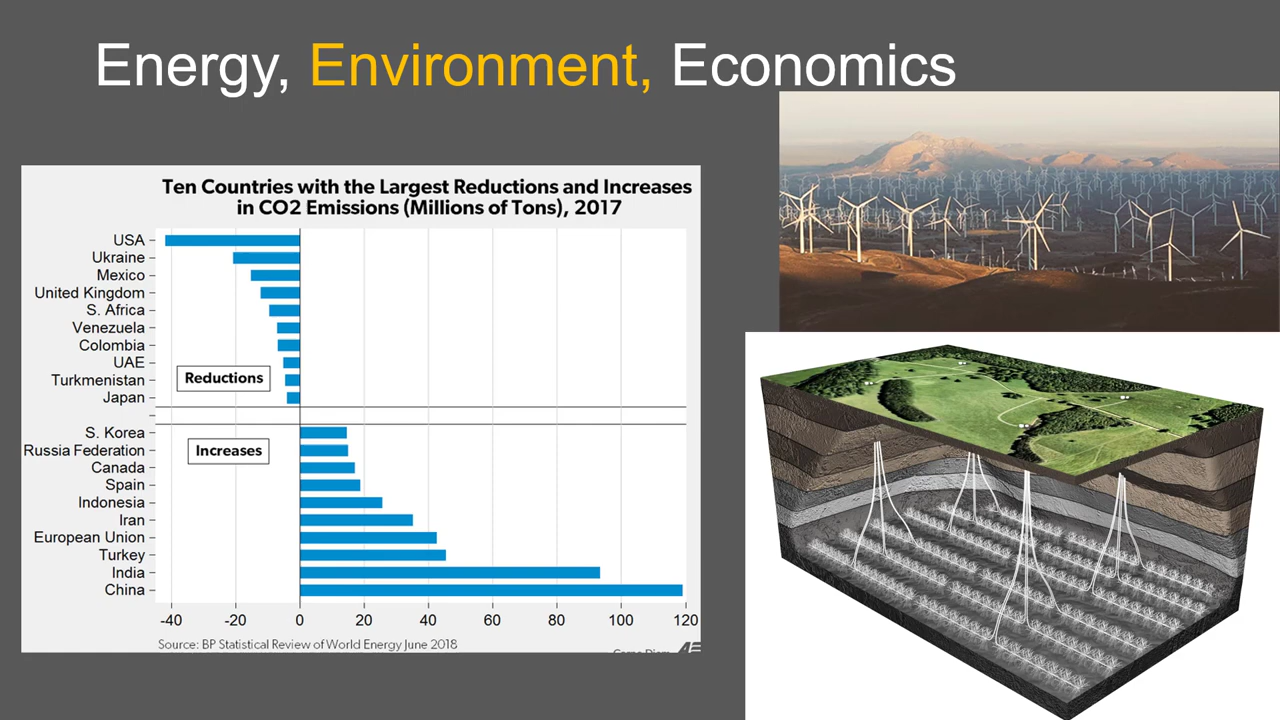 Energy, Environment, Economics
Ten Countries with the Largest Reductions and Increases
in CO2 Emissions (Millions of Tons), 2017
USA
Ukraine
Mexico
United Kingdom
S. Africa
Venezuela
Colombia
UAE
Turkmenistan
Japan
Reductions
S. Korea
Russia Federation
Canada
Spain
Indonesia
Iran
European Union
Turkey
India
China
Increases
-40 -20 0 20 40 60 80 100 120
Source: BP Statistical Review of World Energy June 2018